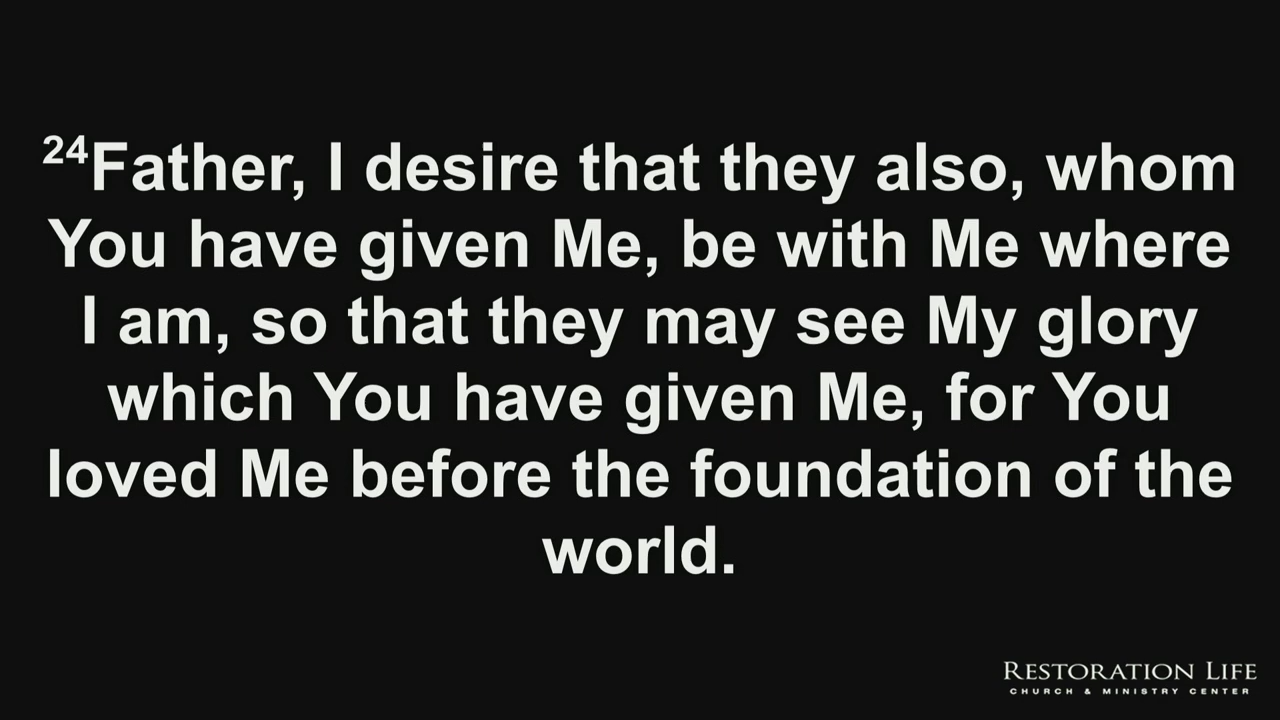 24Father, I desire that they also, whom
You have given Me, be with Me where
I am, so that they may see My glory
which You have given Me, for You
loved Me before the foundation of the
world.
RESTORATION LIFE
CHURCH & MINISTRY CENTER